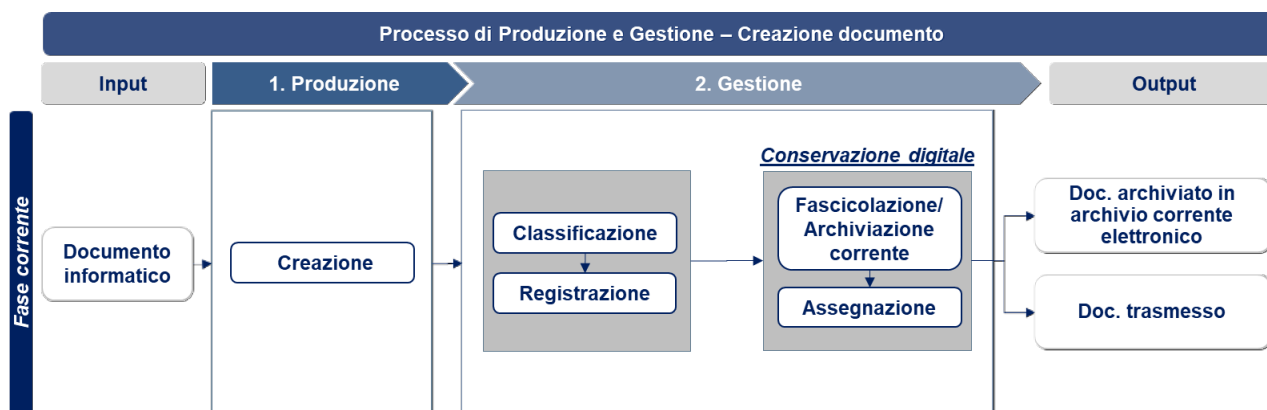 Processo di Produzione e Gestione – Creazione documento
Input
1. Produzione
2. Gestione
Output
Fase corrente
Documento
informatico
Creazione
Classificazione
Registrazione
Conservazione digitale
Fascicolazione/
Archiviazione
corrente
Assegnazione
Doc. archiviato in
archivio corrente
elettronico
Doc. trasmesso